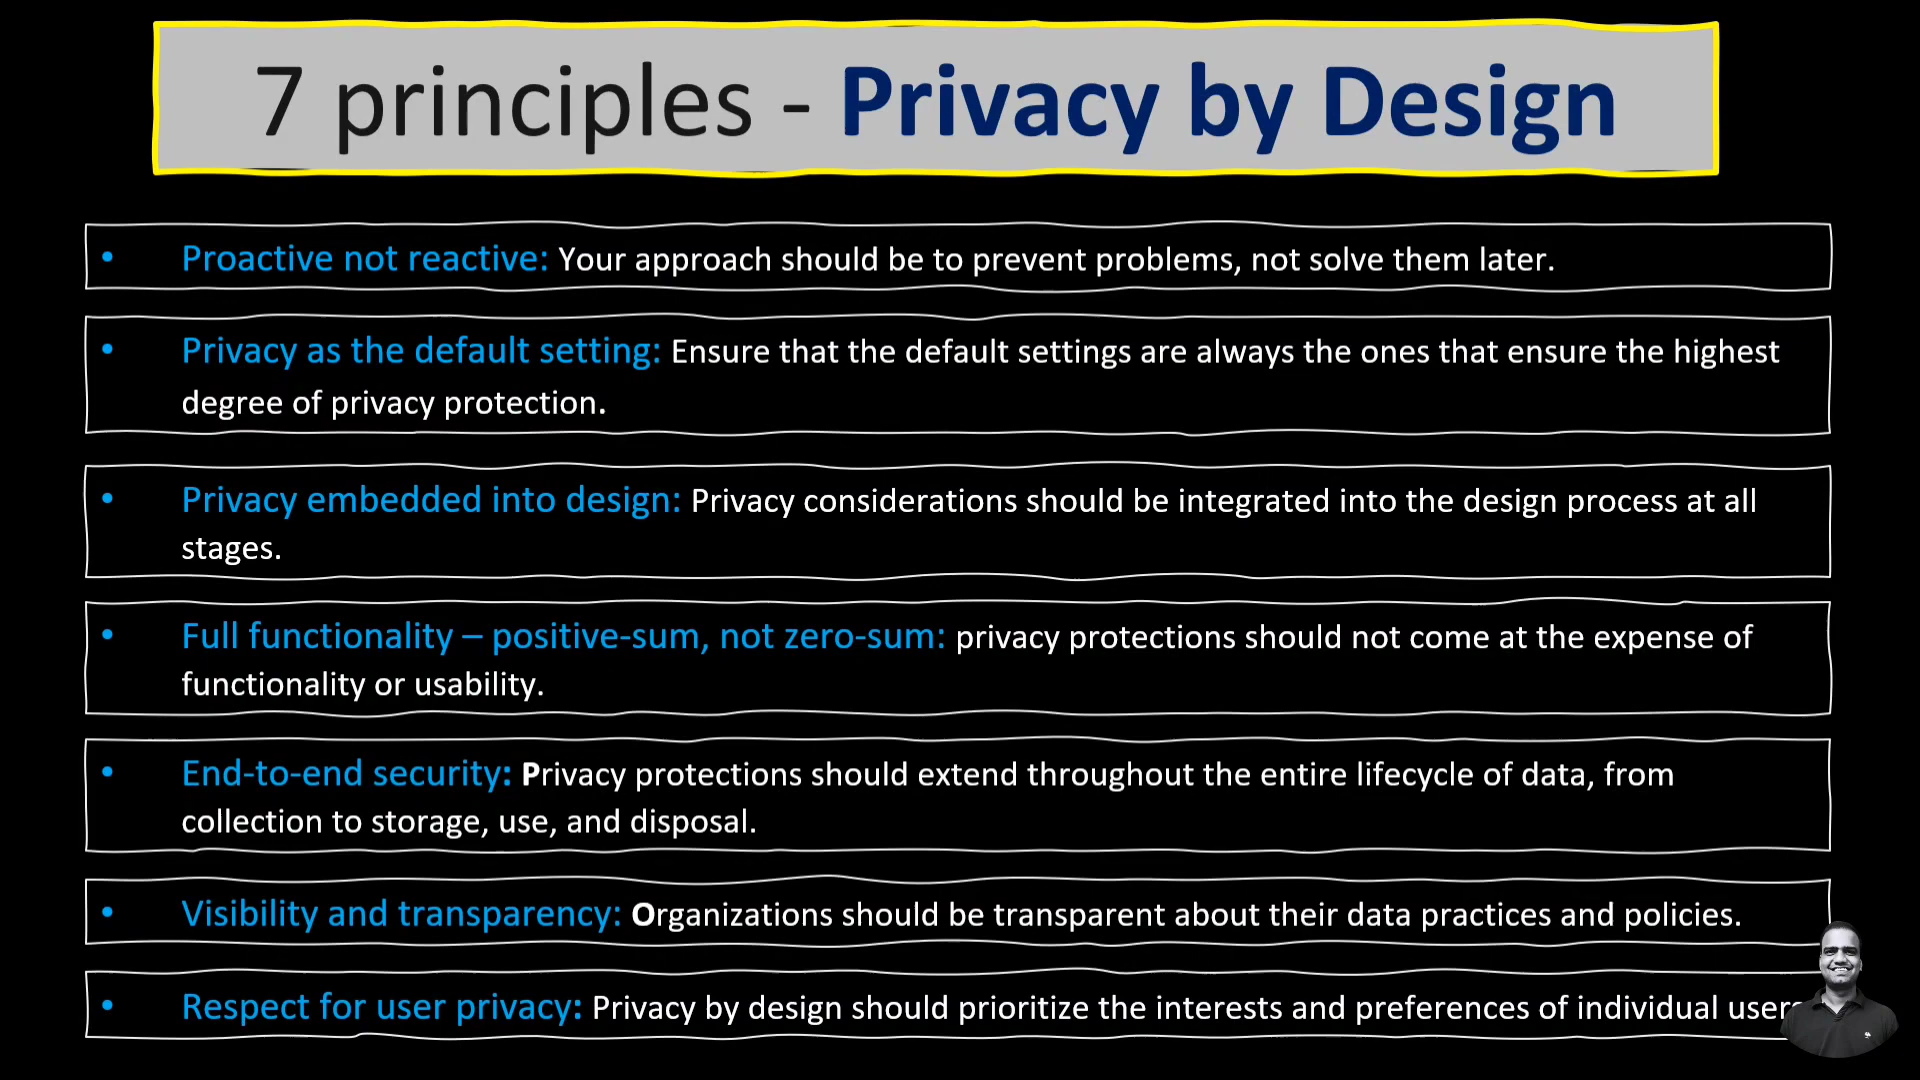 7 principles - Privacy by Design
• Proactive not reactive: Your approach should be to prevent problems, not solve them later.
• Privacy as the default setting: Ensure that the default settings are always the ones that ensure the highest
degree of privacy protection.
• Privacy embedded into design: Privacy considerations should be integrated into the design process at all
stages.
• Full functionality – positive-sum, not zero-sum: privacy protections should not come at the expense of
functionality or usability.
• End-to-end security: Privacy protections should extend throughout the entire lifecycle of data, from
collection to storage, use, and disposal.
• Visibility and transparency: Organizations should be transparent about their data practices and policies.
• Respect for user privacy: Privacy by design should prioritize the interests and preferences of individual users